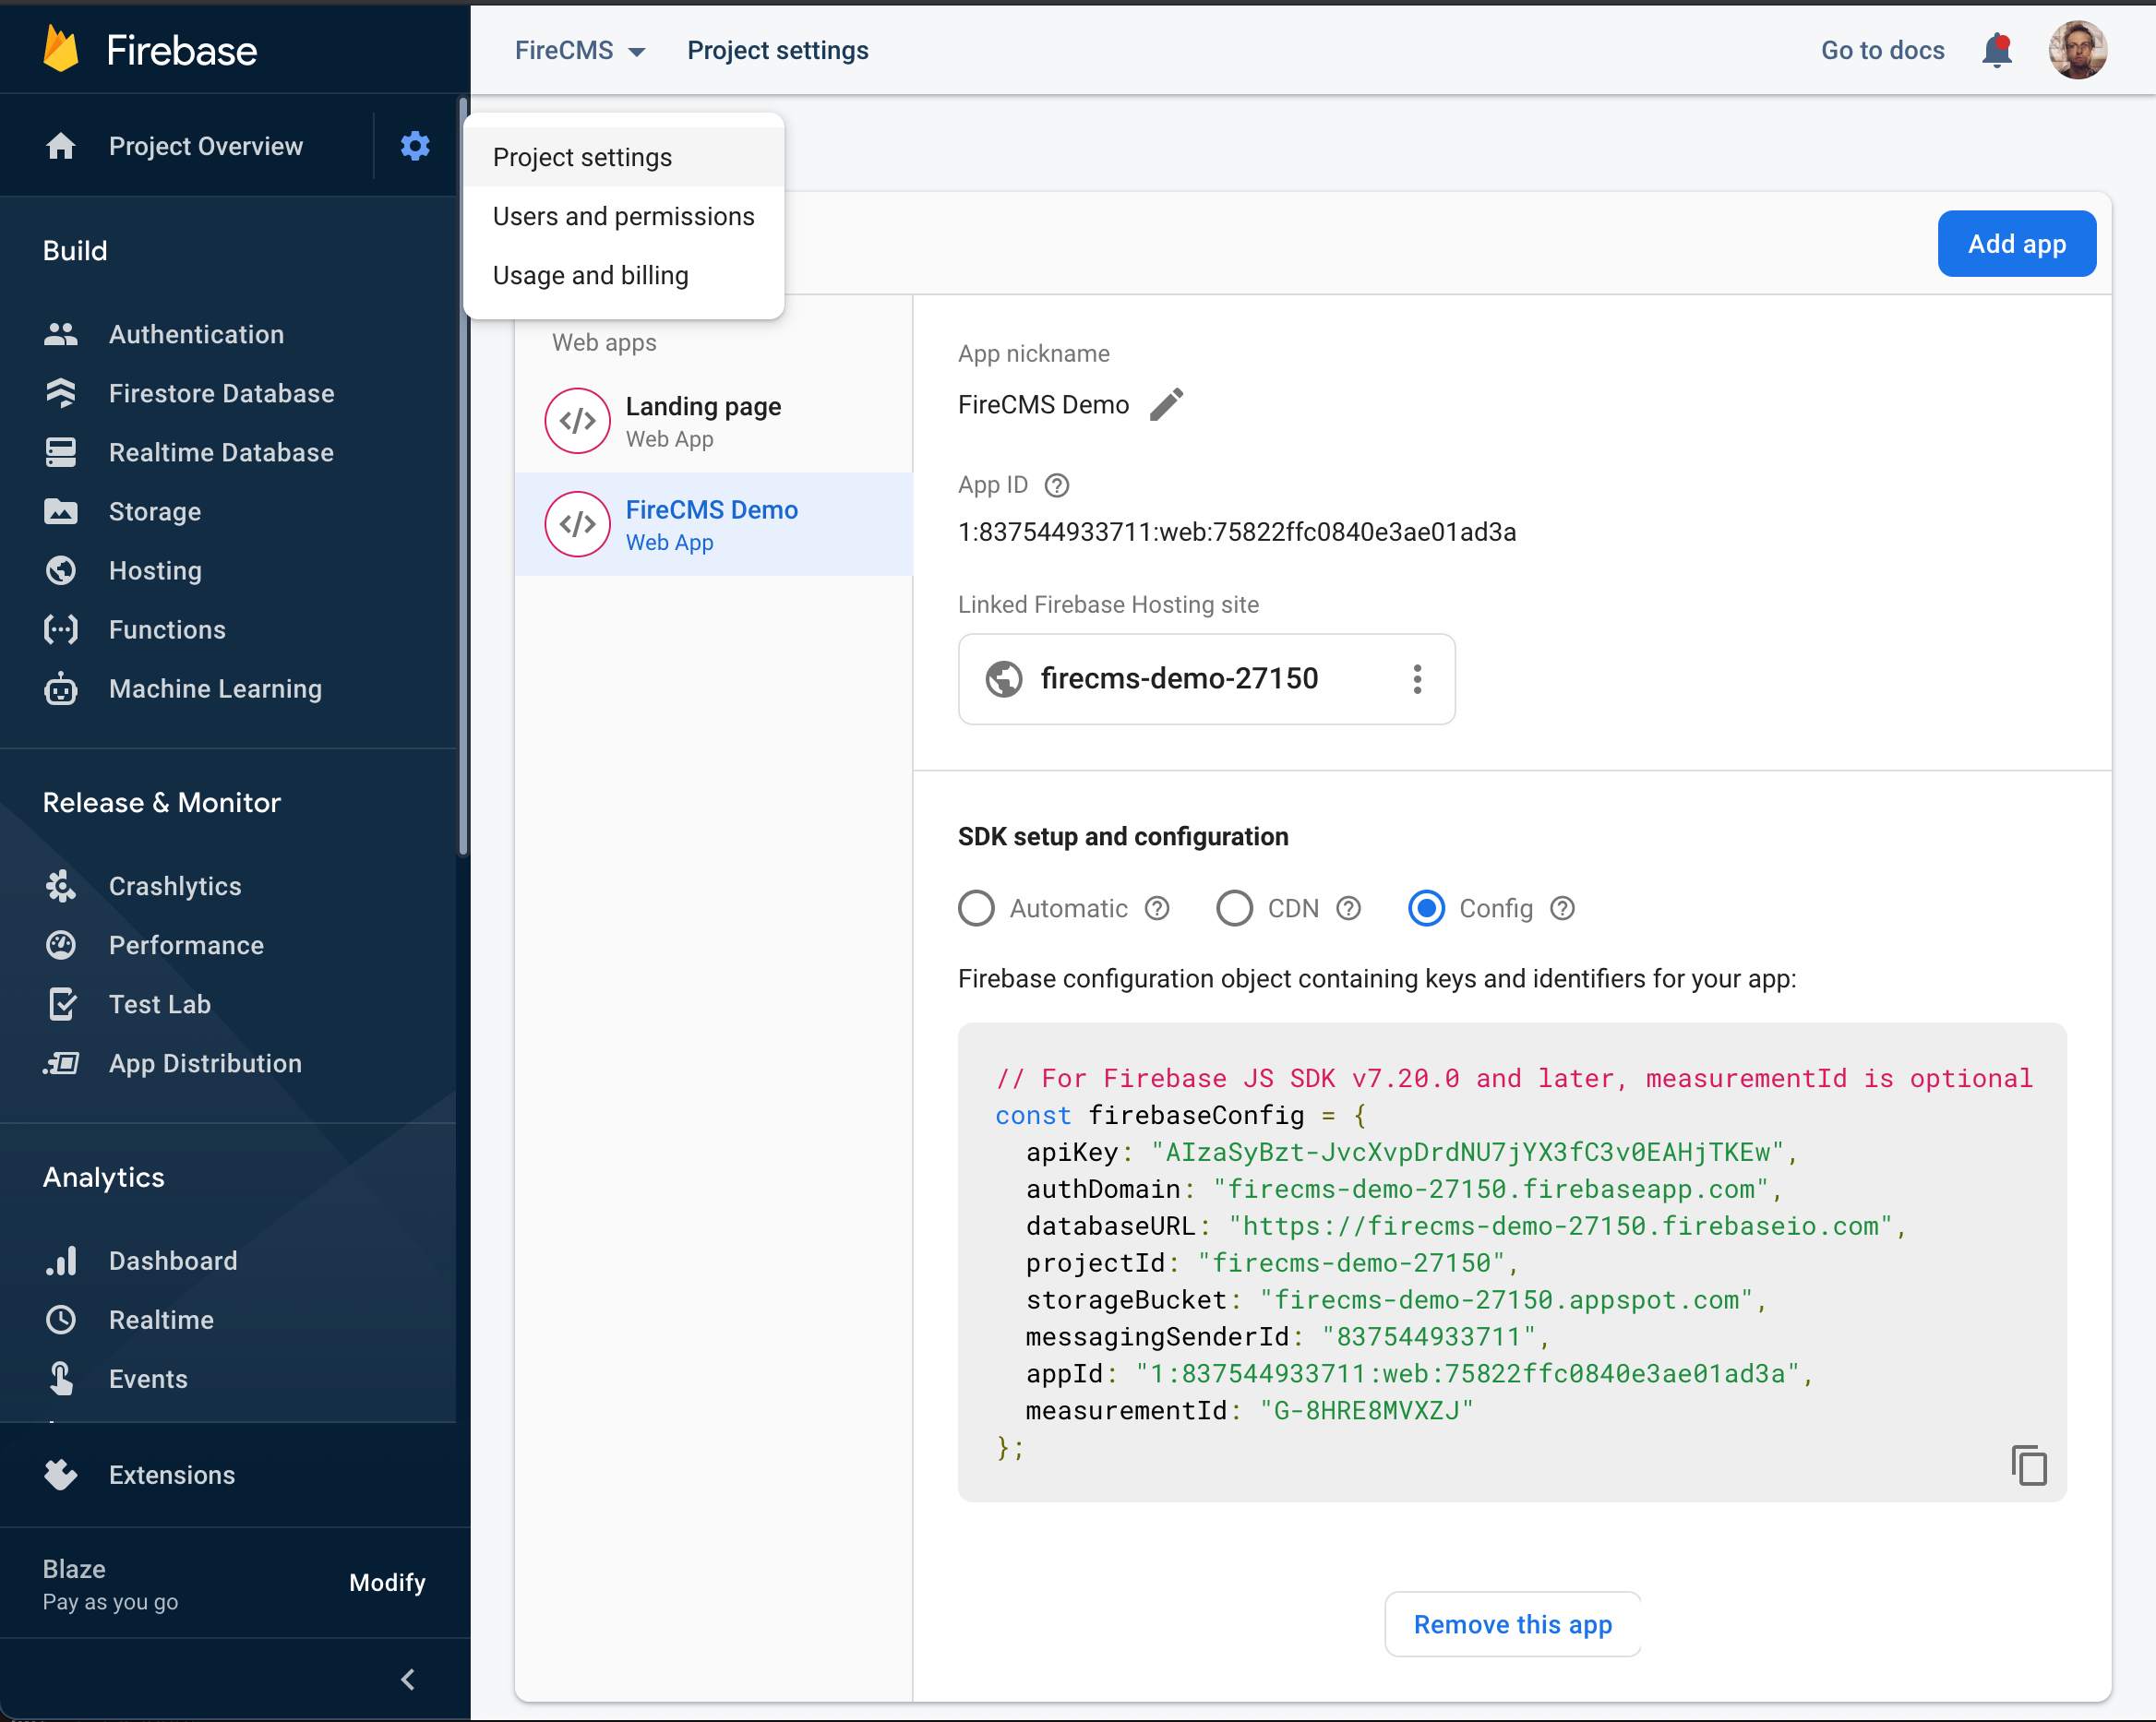 Firebase
FireCMS
Project settings
Go to docs
Project Overview
Project settings
Users and permissions
Usage and billing
Build
Authentication
Firestore Database
Realtime Database
Storage
Hosting
Functions
Machine Learning
Release & Monitor
Crashlytics
Performance
Test Lab
App Distribution
Analytics
Dashboard
Realtime
Events
Extensions
Blaze
Pay as you go
Modify
Add app
Web apps
</> Landing page
Web App
</> FireCMS Demo
Web App
App nickname
FireCMS Demo
App ID
1:837544933711:web:75822ffc0840e3ae01ad3a
Linked Firebase Hosting site
firecms-demo-27150
SDK setup and configuration
Automatic
CDN
Config
Firebase configuration object containing keys and identifiers for your app:
// For Firebase JS SDK v7.20.0 and later, measurementId is optional
const firebaseConfig = {
apiKey: "AIzaSyBzt-JvcXvpDrdNU7jYX3fC3v0EAHjTKEw",
authDomain: "firecms-demo-27150.firebaseapp.com",
databaseURL: "https://firecms-demo-27150.firebaseio.com",
projectId: "firecms-demo-27150",
storageBucket: "firecms-demo-27150.appspot.com",
messagingSenderId: "837544933711",
appId: "1:837544933711:web:75822ffc0840e3ae01ad3a",
measurementId: "G-8HRE8MVXZJ"
};
Remove this app